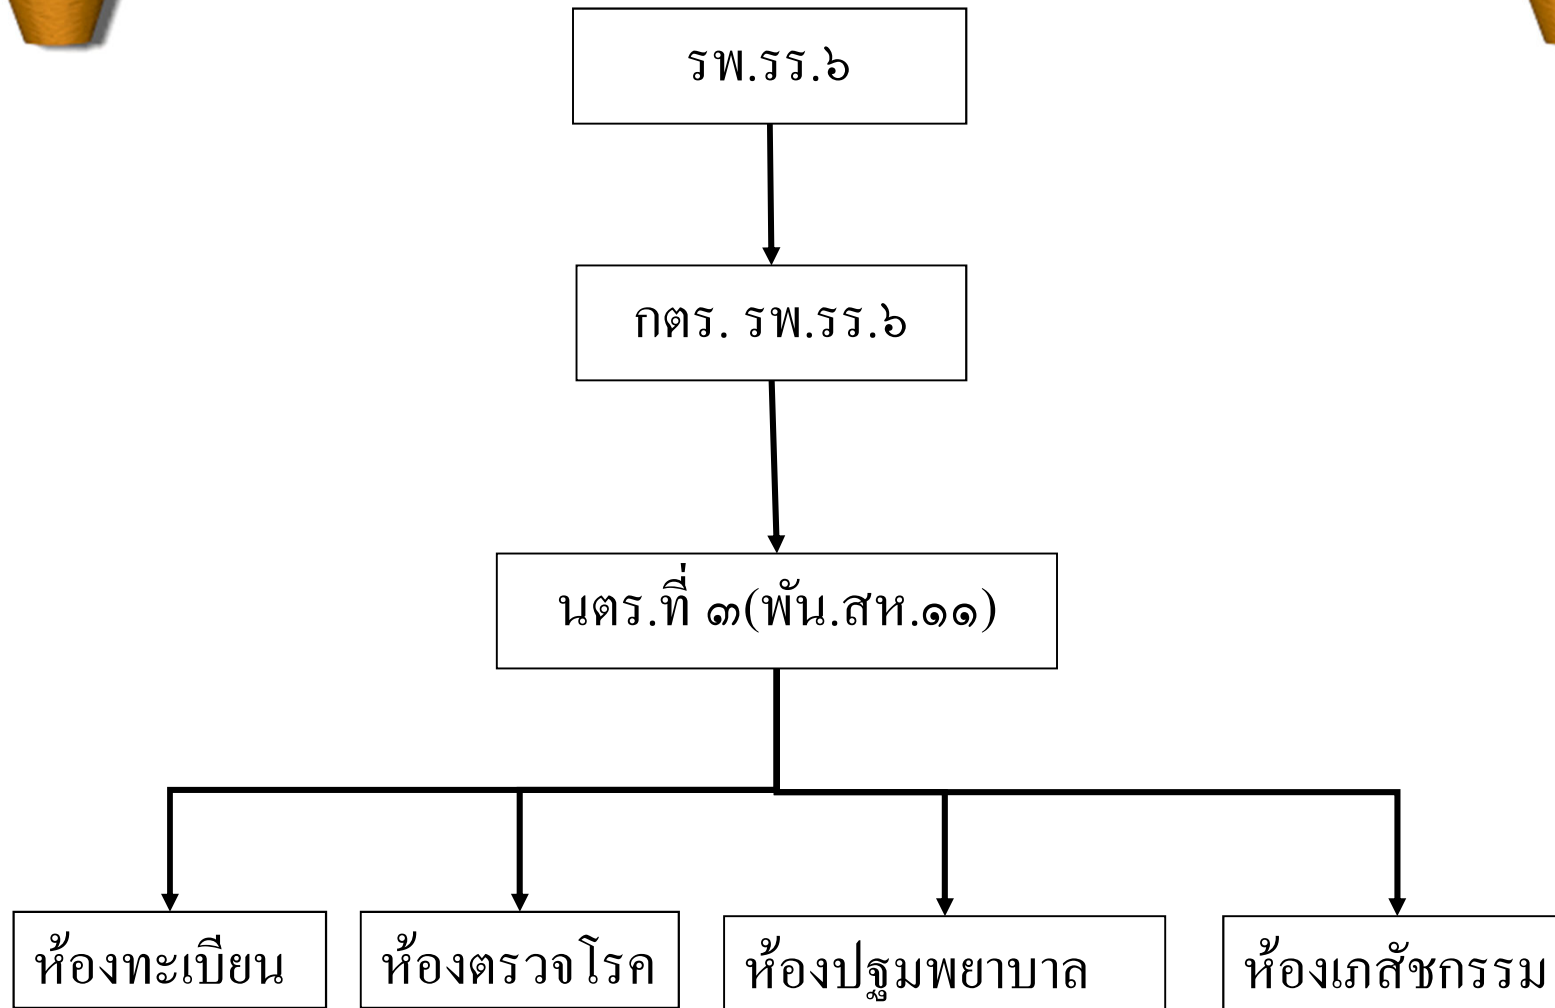 รพ.รร.๖
กตร. รพ.รร.๖
นตร.ที่ ๓(พัน.สห.๑๑)
ห้องทะเบียน
ห้องตรวจโรค
ห้องปฐมพยาบาล
ห้องเภสัชกรรม